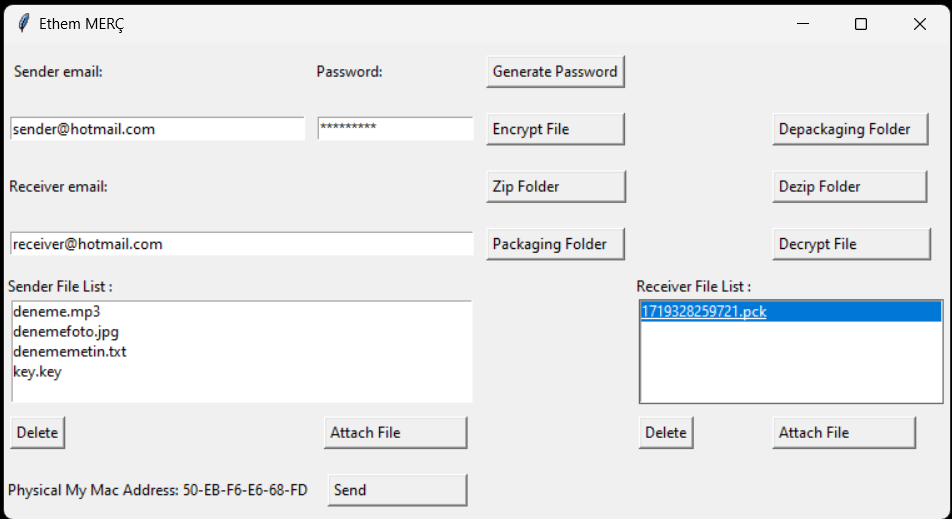 Ethem MERÇ
Sender email:
Password:
Generate Password
sender@hotmail.com
*********
Encrypt File
Depackaging Folder
Receiver email:
Zip Folder
Dezip Folder
receiver@hotmail.com
Packaging Folder
Decrypt File
Sender File List :
deneme.mp3
denemefoto.jpg
denememetin.txt
key.key
Receiver File List :
1719328259721.pck
Delete
Attach File
Delete
Attach File
Physical My Mac Address: 50-EB-F6-E6-68-FD
Send